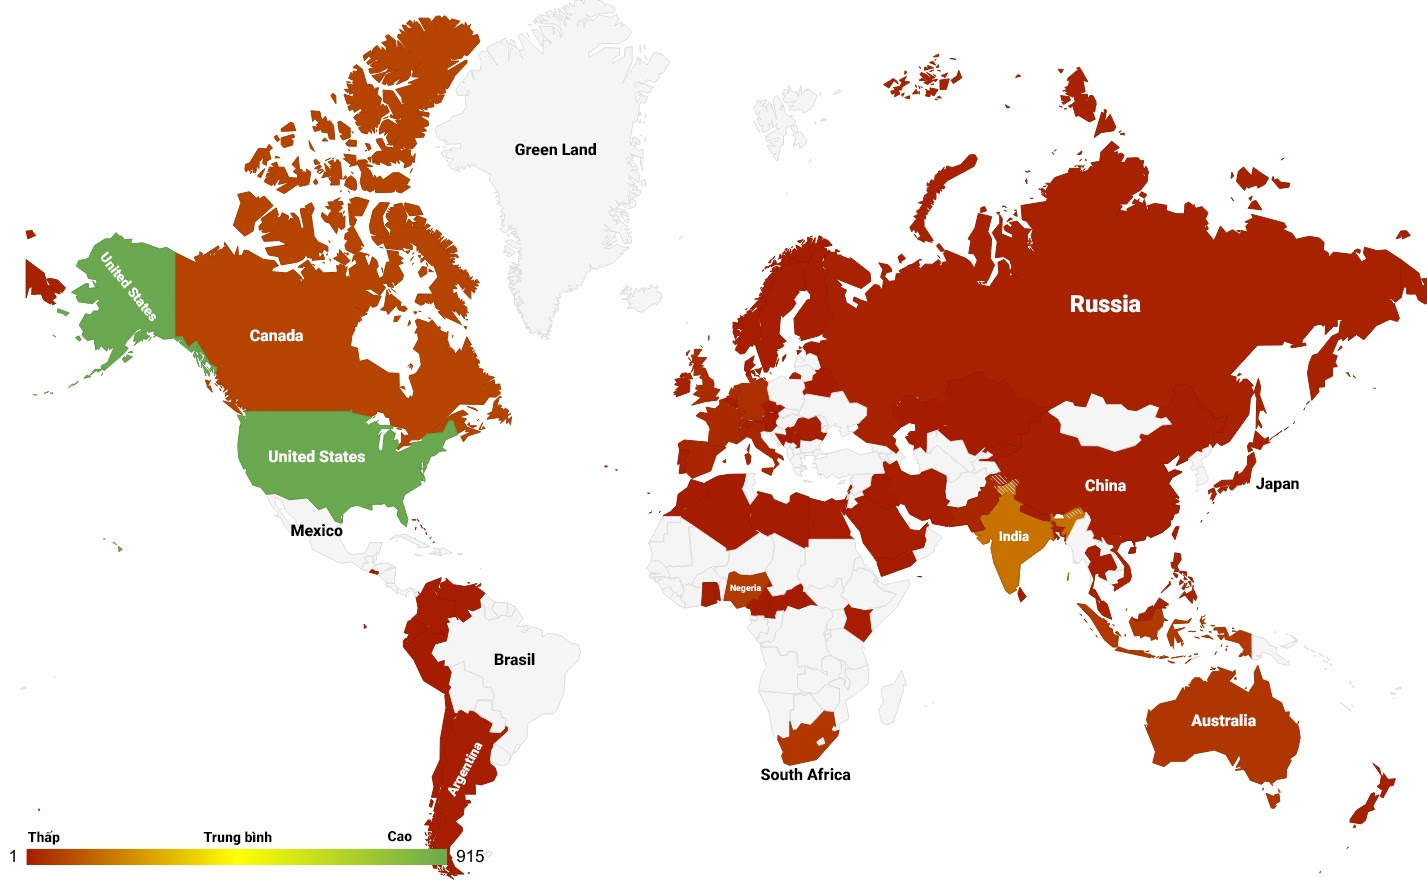 Green Land
United States
Canada
Russia
United States
China
Japan
Mexico
India
Negeria
Brasil
Australia
Argentina
South Africa
Thấp Trung bình Cao
1 915